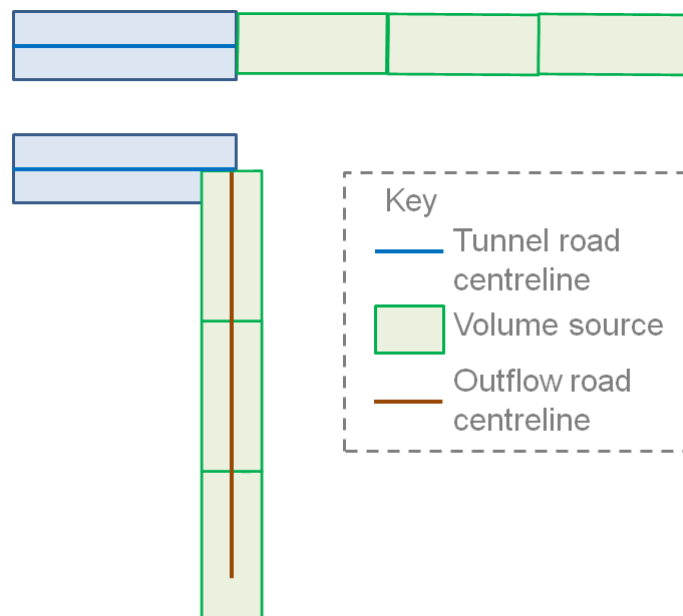 Key
Tunnel road
centreline
Volume source
Outflow road
centreline